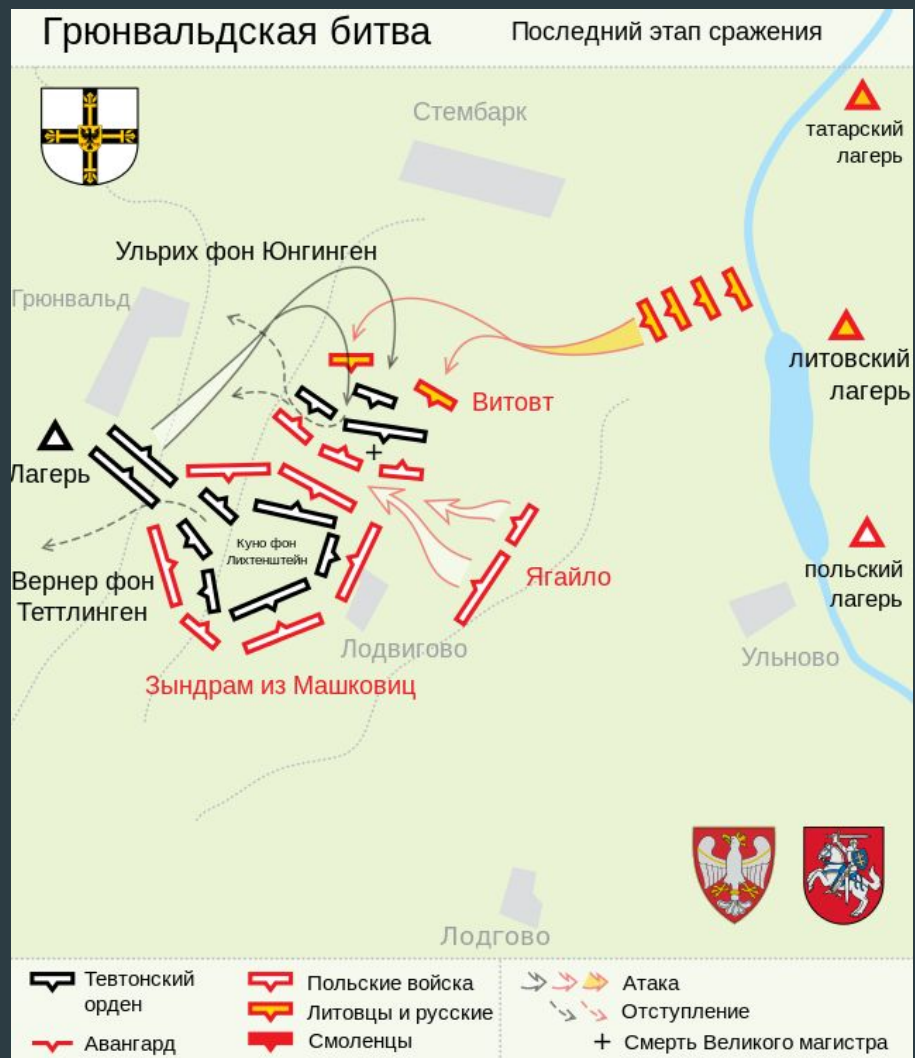 Грюнвальдская битва
Последний этап сражения
татарский
лагерь
Стембарк
Ульрих фон Юнгинген
Грюнвальд
литовский
лагерь
Витовт
Лагерь
Куно фон
Лихтенштейн
Вернер фон
Теттлинген
Ягайло
польский
лагерь
Лодвигово
Ульново
Зындрам из Машковиц
Лодгово
Тевтонский
орден
Авангард
Польские войска
Литовцы и русские
Смоленцы
Атака
Отступление
+ Смерть Великого магистра